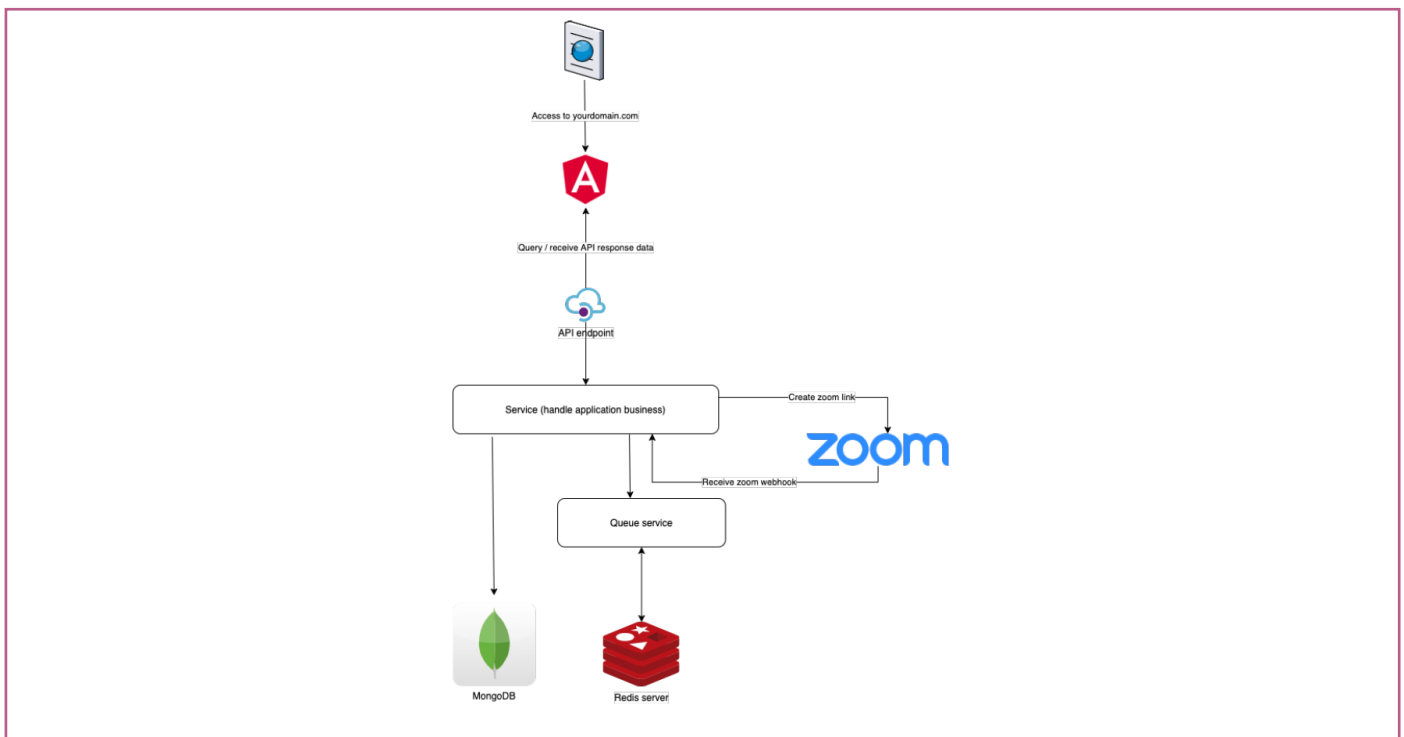 Access to yourdomain.com
A
Query / receive API response data
API endpoint
Service (handle application business)
Create zoom link
zoom
Receive zoom webhook
Queue service
MongoDB
Redis server